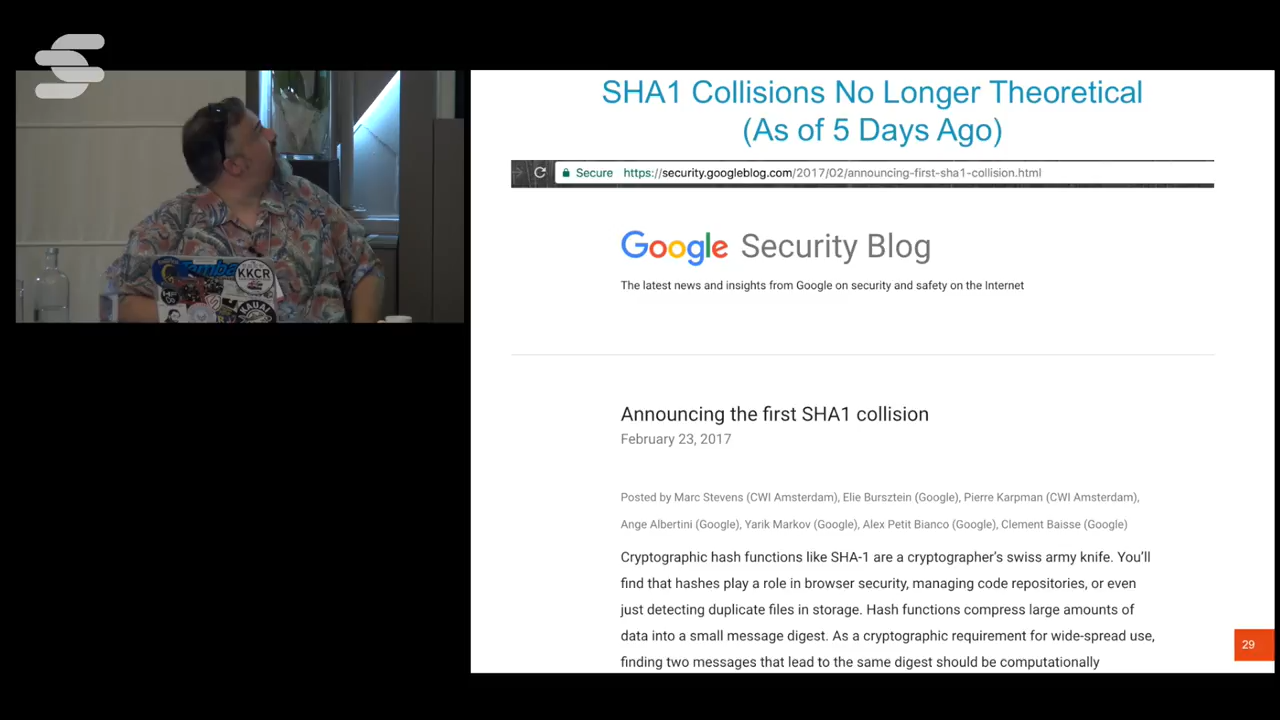 SHA1 Collisions No Longer Theoretical
(As of 5 Days Ago)
Secure https://security.googleblog.com/2017/02/announcing-first-sha1-collision.html
Google Security Blog
The latest news and insights from Google on security and safety on the Internet
Announcing the first SHA1 collision
February 23, 2017
Posted by Marc Stevens (CWI Amsterdam), Elie Bursztein (Google), Pierre Karpman (CWI Amsterdam),
Ange Albertini (Google), Yarik Markov (Google), Alex Petit Bianco (Google), Clement Baisse (Google)
Cryptographic hash functions like SHA-1 are a cryptographer's swiss army knife. You'll
find that hashes play a role in browser security, managing code repositories, or even
just detecting duplicate files in storage. Hash functions compress large amounts of
data into a small message digest. As a cryptographic requirement for wide-spread use,
finding two messages that lead to the same digest should be computationally
29
KKCR
KAUAI